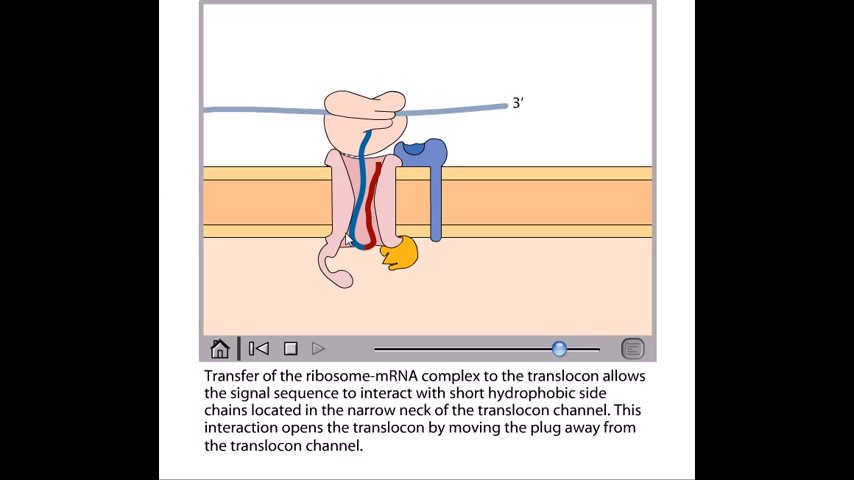 3'
Transfer of the ribosome-mRNA complex to the translocon allows
the signal sequence to interact with short hydrophobic side
chains located in the narrow neck of the translocon channel. This
interaction opens the translocon by moving the plug away from
the translocon channel.